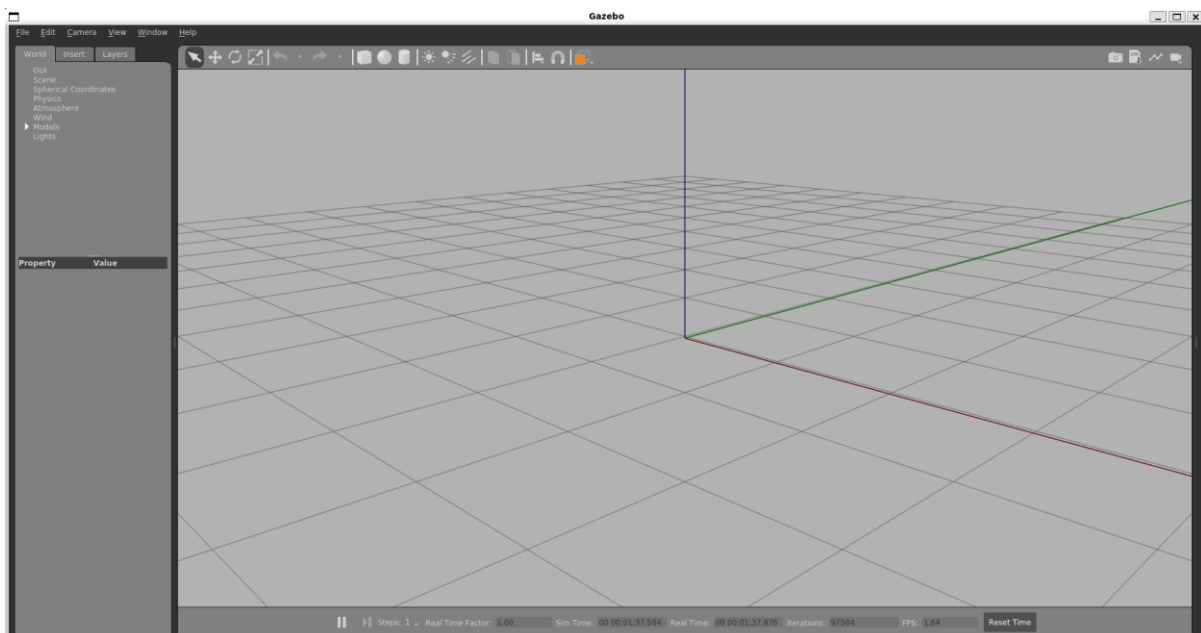 Gazebo
File Edit Camera View Window Help
World Insert Layers
GUI
Scene
Spherical Coordinates
Physics
Atmosphere
Wind
Models
Lights
Property Value
Steps: 1 Real Time Factor: 1.00 Sim Time: 00 00:01:37.584 Real Time: 00 00:01:37.876 Iterations: 97584 FPS: 1.64 Reset Time